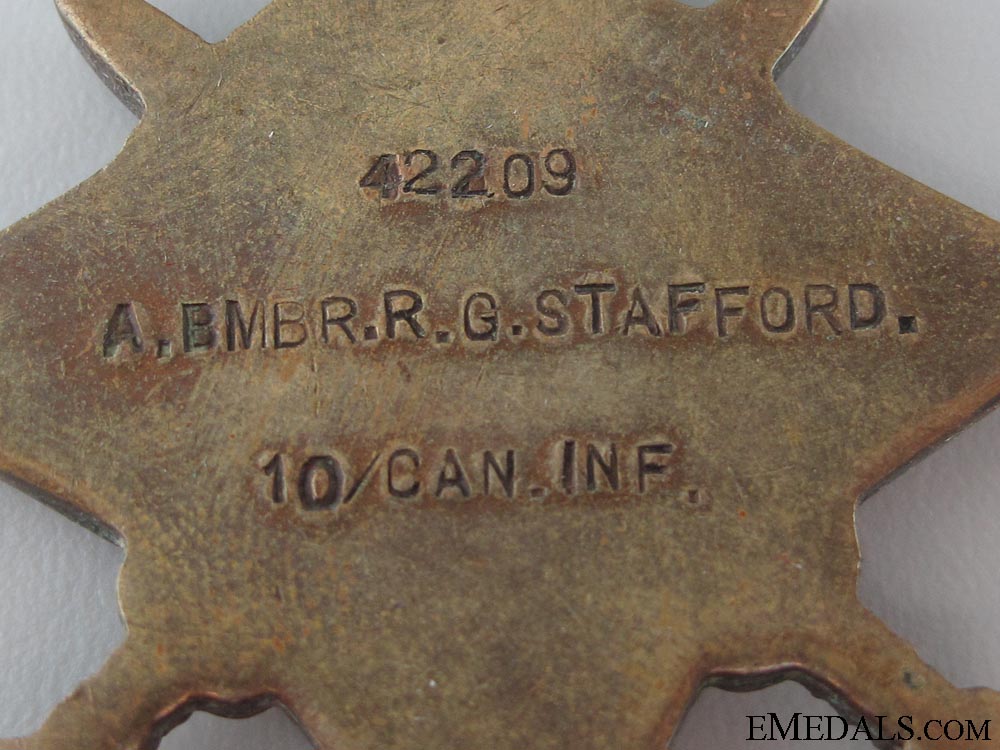 42209
A.BMBR.R.G.STAFFORD.
10/CAN.INF.
EMEDALS.COM